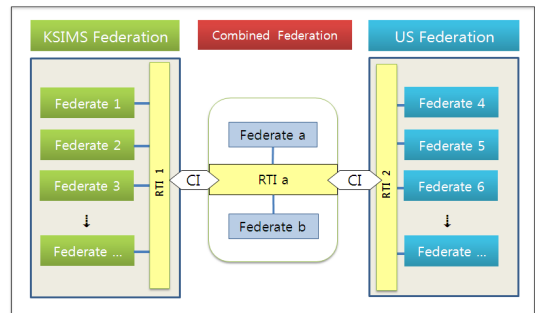 KSIMS Federation
Combined Federation
US Federation
Federate 1
Federate 2
Federate 3
Federate ...
RTI 1
CI
Federate a
RTI a
Federate b
CI
RTI 2
Federate 4
Federate 5
Federate 6
Federate ...